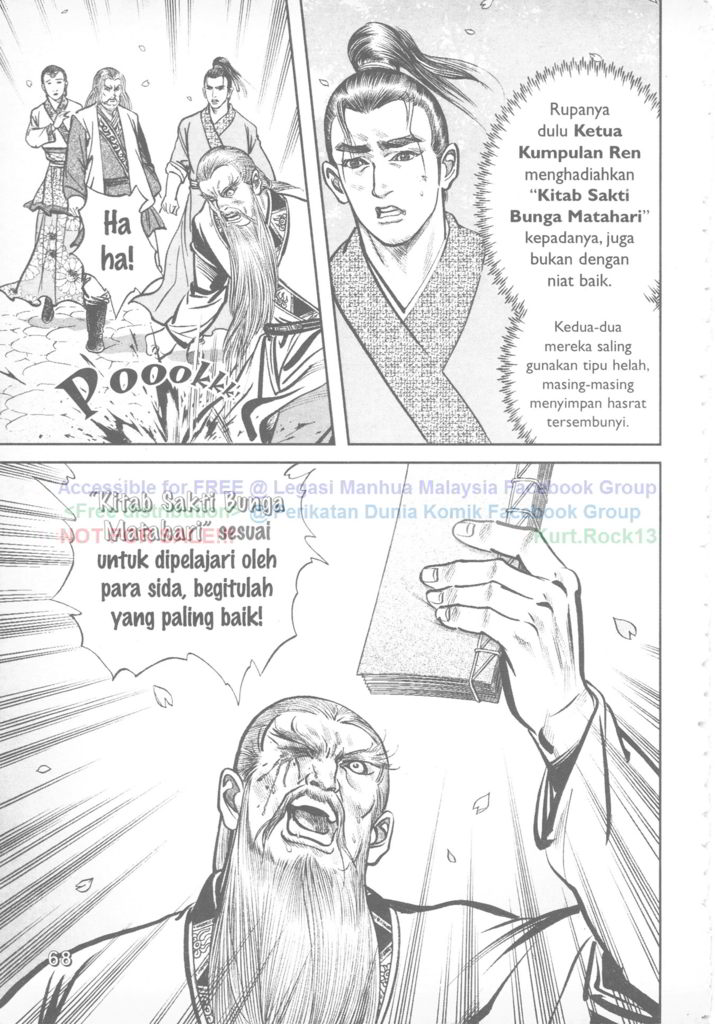 Ha
ha!
Poookkk!!
Rupanya
dulu Ketua
Kumpulan Ren
menghadiahkan
"Kitab Sakti
Bunga Matahari"
kepadanya, juga
bukan dengan
niat baik.
Kedua-dua
mereka saling
gunakan tipu helah,
masing-masing
menyimpan hasrat
tersembunyi.
Accessible for FREE @ Legasi Manhua Malaysia Facebook Group
@ Perikatan Dunia Komik Facebook Group
Kurt.Rock13
"Kitab Sakti Bunga
Matahari" sesuai
untuk dipelajari oleh
para sida, begitulah
yang paling baik!
68